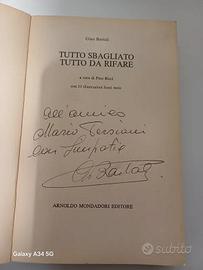 Gino Bartali
TUTTO SBAGLIATO
TUTTO DA RIFARE
a cura di Pino Ricci
con 33 illustrazioni fuori testo
all'amico
Mario
con Simpatia
G. Bartali
ARNOLDO MONDADORI EDITORE
Galaxy A34 5G
subito